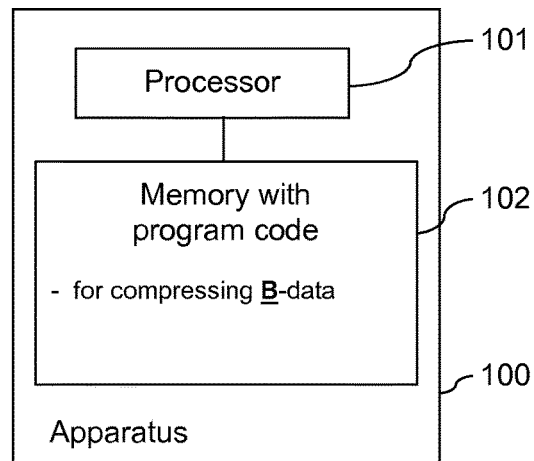 101
Processor
102
Memory with
program code
- for compressing B-data
100
Apparatus